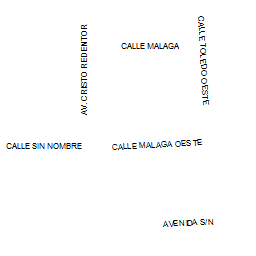 CALLE TOLEDO OESTE
AV. CRISTO REDENTOR
CALLE MALAGA
CALLE SIN NOMBRE
CALLE MALAGA OESTE
AVENIDA S/N